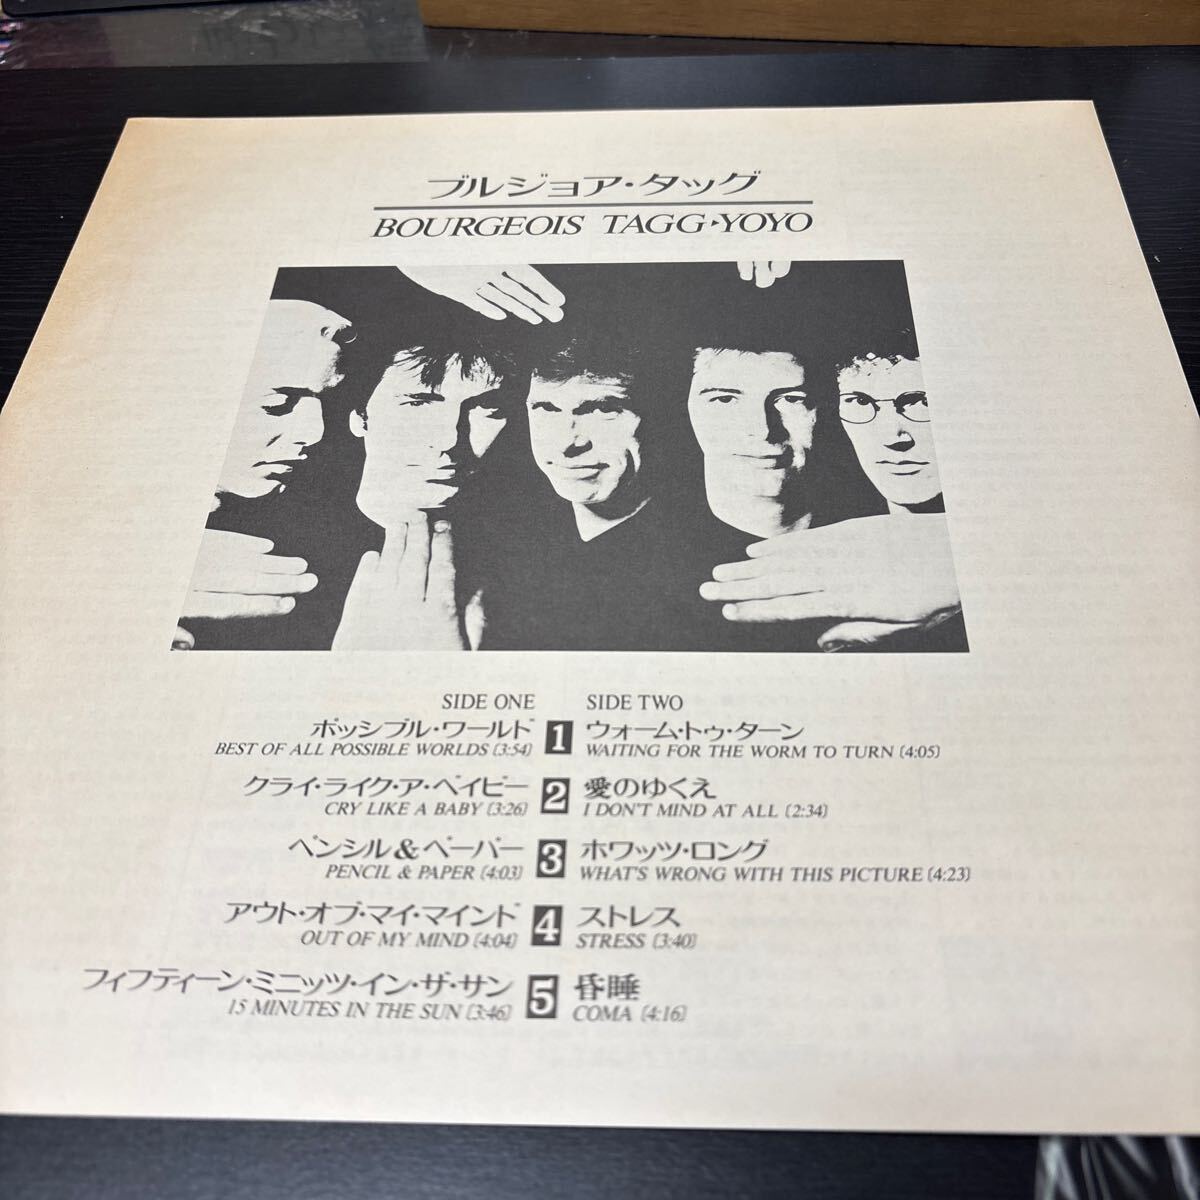 ブルジョア・タッグ
BOURGEOIS TAGG▸YOYO
SIDE ONE
ポッシブル・ワールド 1
BEST OF ALL POSSIBLE WORLDS (3:54)
クライ・ライク・ア・ベイビー 2
CRY LIKE A BABY (3:26)
ペンシル&ペーパー 3
PENCIL & PAPER (4:03)
アウト・オブ・マイ・マインド 4
OUT OF MY MIND (4:04)
フィフティーン・ミニッツ・イン・ザ・サン 5
15 MINUTES IN THE SUN (3:46)
SIDE TWO
ウォーム・トゥ・ターン
WAITING FOR THE WORM TO TURN (4:05)
愛のゆくえ
I DON'T MIND AT ALL (2:34)
ホワッツ・ロング
WHAT'S WRONG WITH THIS PICTURE (4:23)
ストレス
STRESS (3:40)
昏睡
COMA (4:16)